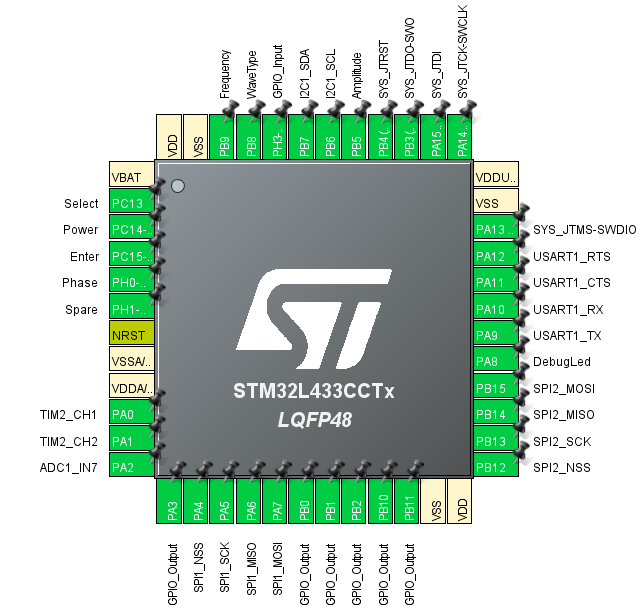 Frequency
WaveType
GPIO_Input
I2C1_SDA
I2C1_SCL
Amplitude
SYS_JTRST
SYS_JTDO-SWO
SYS_JTDI
SYS_JTCK-SWCLK
VDD
VSS
PB9
PB8
PH3-..
PB7
PB6
PB5
PB4 (..
PB3 (..
PA15..
PA14..
VBAT
Select PC13
Power PC14-..
Enter PC15-..
Phase PH0-..
Spare PH1-..
NRST
VSSA/..
VDDA/..
TIM2_CH1 PA0
TIM2_CH2 PA1
ADC1_IN7 PA2
ST
STM32L433CCTx
LQFP48
VDDU..
VSS
PA13 .. SYS_JTMS-SWDIO
PA12 USART1_RTS
PA11 USART1_CTS
PA10 USART1_RX
PA9 USART1_TX
PA8 DebugLed
PB15 SPI2_MOSI
PB14 SPI2_MISO
PB13 SPI2_SCK
PB12 SPI2_NSS
PA3
PA4
PA5
PA6
PA7
PB0
PB1
PB2
PB10
PB11
VSS
VDD
GPIO_Output
SPI1_NSS
SPI1_SCK
SPI1_MISO
SPI1_MOSI
GPIO_Output
GPIO_Output
GPIO_Output
GPIO_Output
GPIO_Output